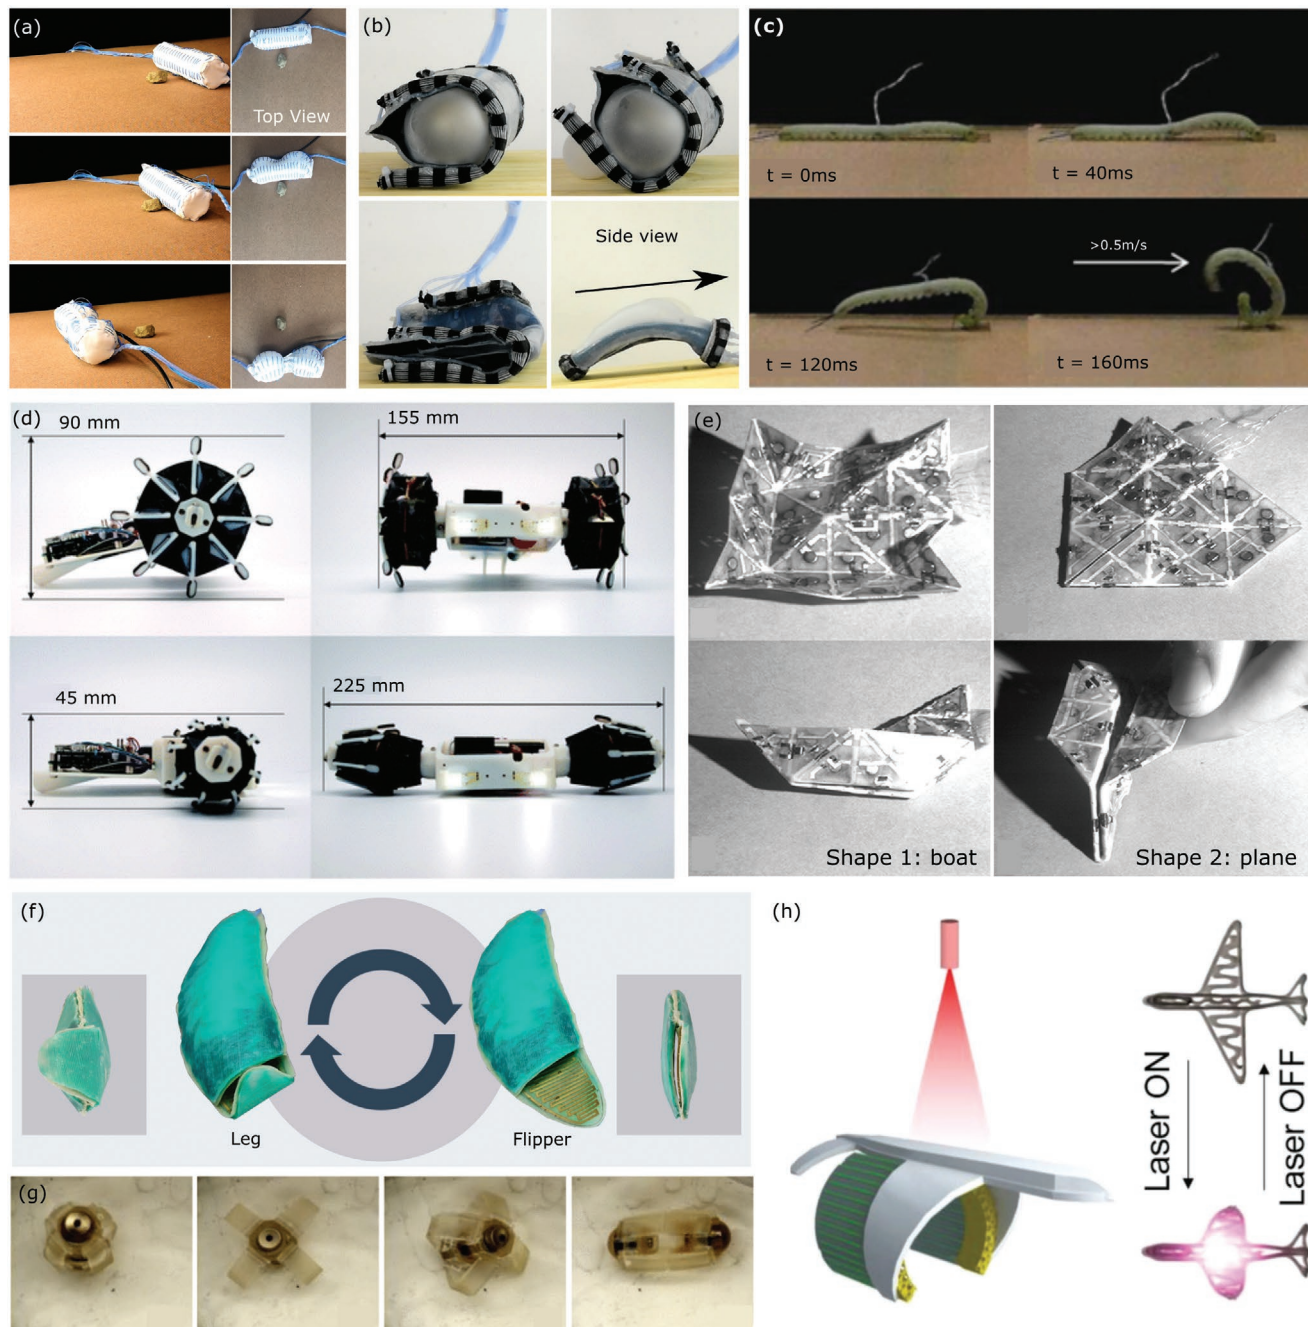 (a)
Top View
(b)
Side view
(c)
t = 0ms
t = 40ms
>0.5m/s
t = 120ms
t = 160ms
(d)
90 mm
155 mm
45 mm
225 mm
(e)
Shape 1: boat
Shape 2: plane
(f)
Leg
Flipper
(g)
(h)
Laser ON
Laser OFF